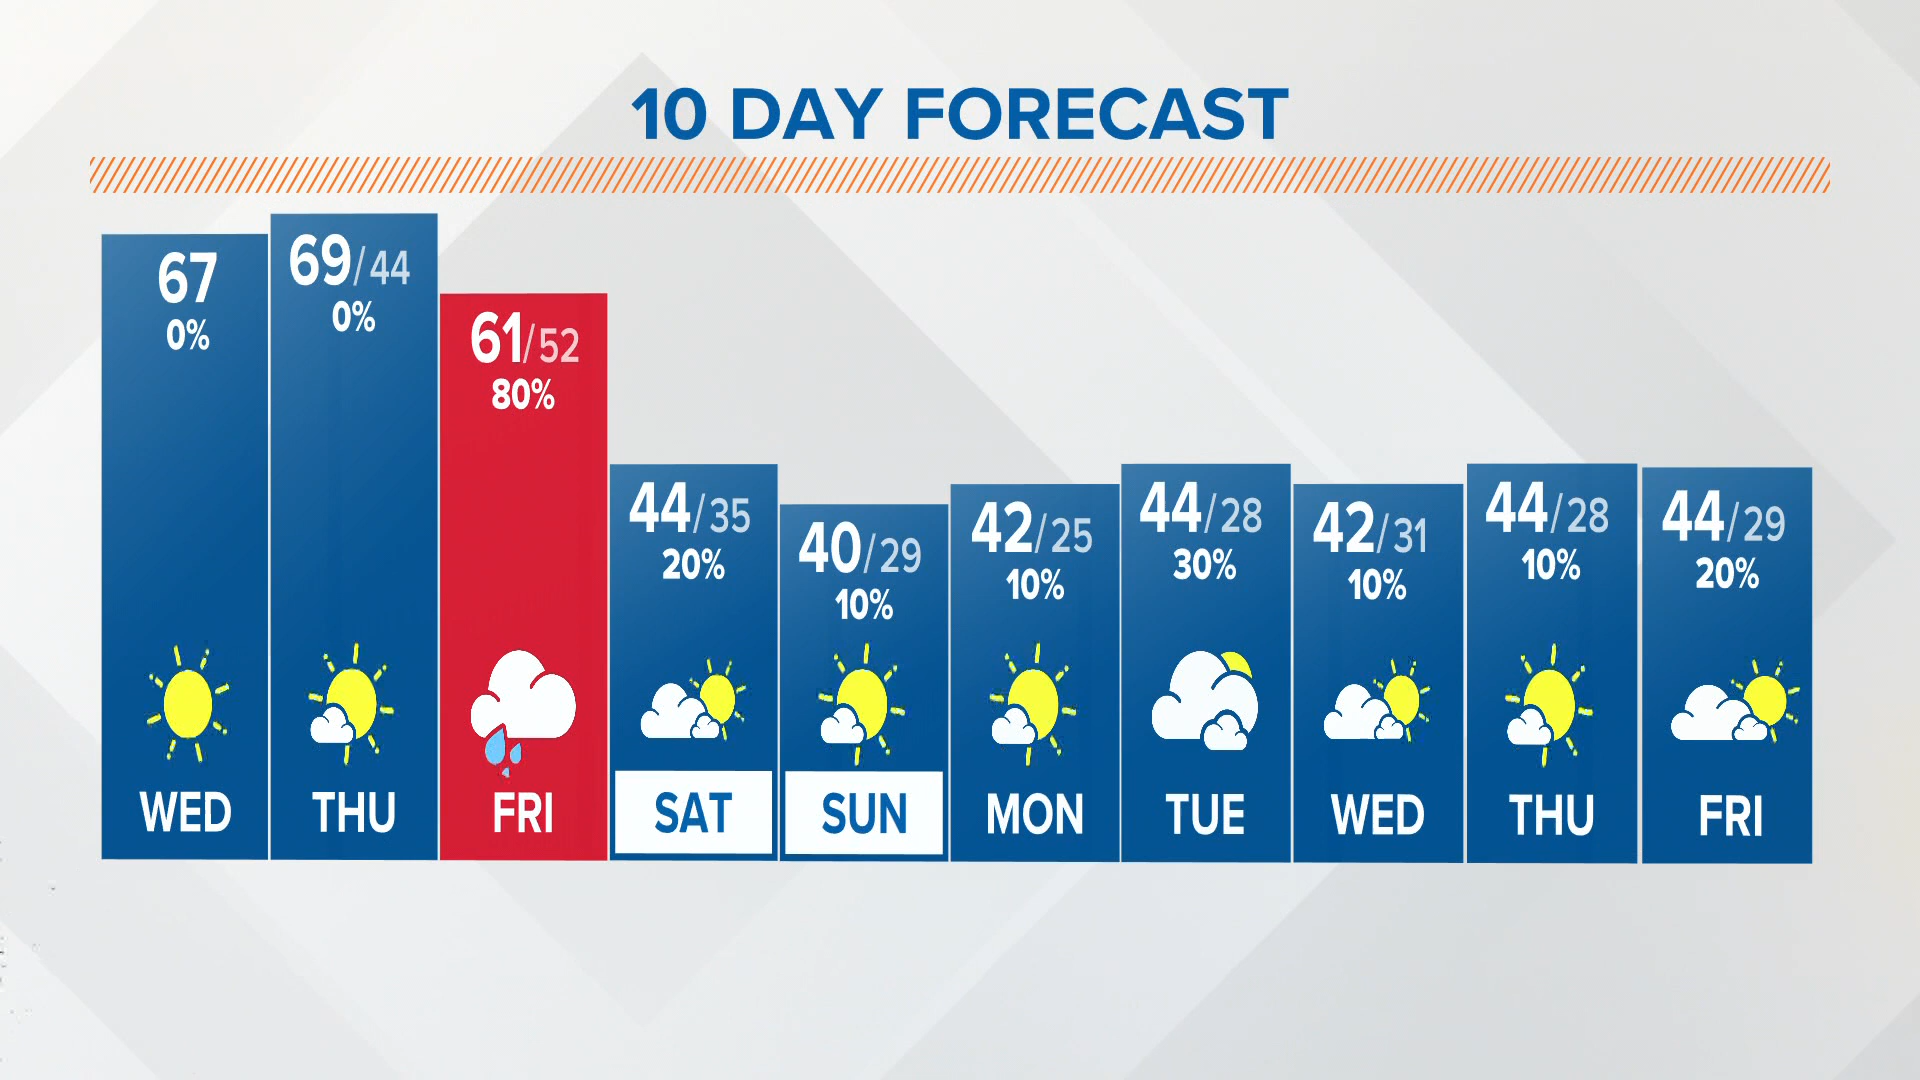 10 DAY FORECAST
67
0%
WED
69/44
0%
THU
61/52
80%
FRI
44/35
20%
SAT
40/29
10%
SUN
42/25
10%
MON
44/28
30%
TUE
42/31
10%
WED
44/28
10%
THU
44/29
20%
FRI